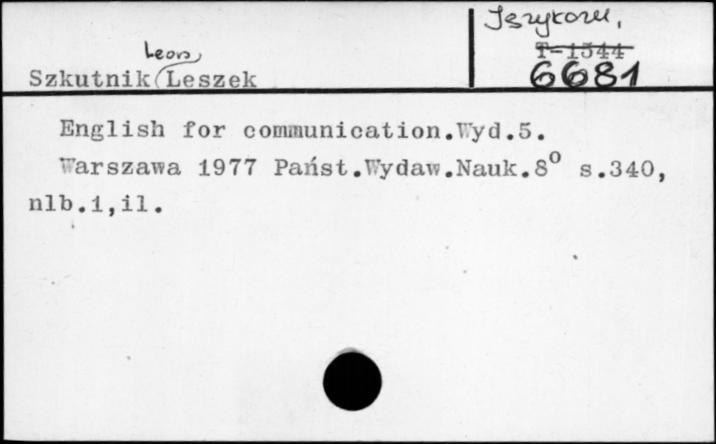 Językozn.
T-1544
6681
Leon
Szkutnik Leszek
English for communication.Wyd.5.
Warszawa 1977 Państ.Wydaw.Nauk.8° s.340,
nlb.1,il.